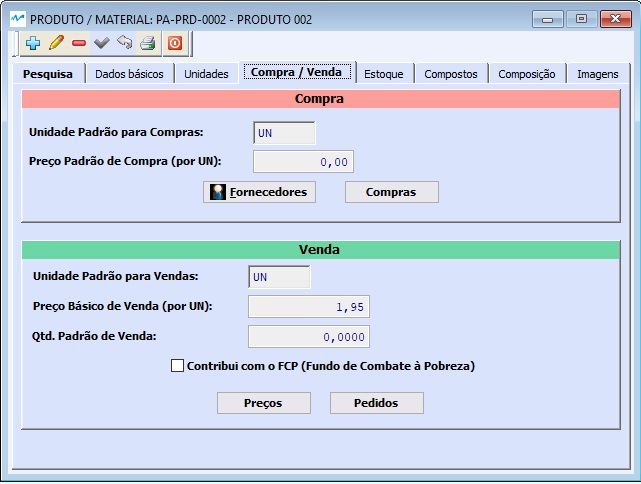 PRODUTO / MATERIAL: PA-PRD-0002 - PRODUTO 002
Pesquisa Dados básicos Unidades Compra / Venda Estoque Compostos Composição Imagens
Compra
Unidade Padrão para Compras: UN
Preço Padrão de Compra (por UN): 0,00
Fornecedores Compras
Venda
Unidade Padrão para Vendas: UN
Preço Básico de Venda (por UN): 1,95
Qtd. Padrão de Venda: 0,0000
Contribui com o FCP (Fundo de Combate à Pobreza)
Preços Pedidos